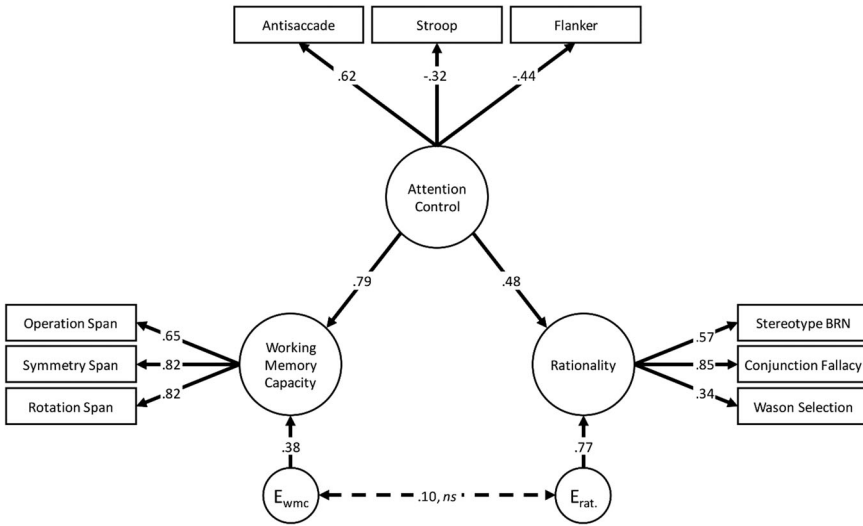 Antisaccade
Stroop
Flanker
.62
-.32
-.44
Attention
Control
.79
.48
Operation Span
Symmetry Span
Rotation Span
.65
.82
.82
Working
Memory
Capacity
Rationality
.57
.85
.34
Stereotype BRN
Conjunction Fallacy
Wason Selection
.38
.77
Ewmc
.10, ns
Erat.